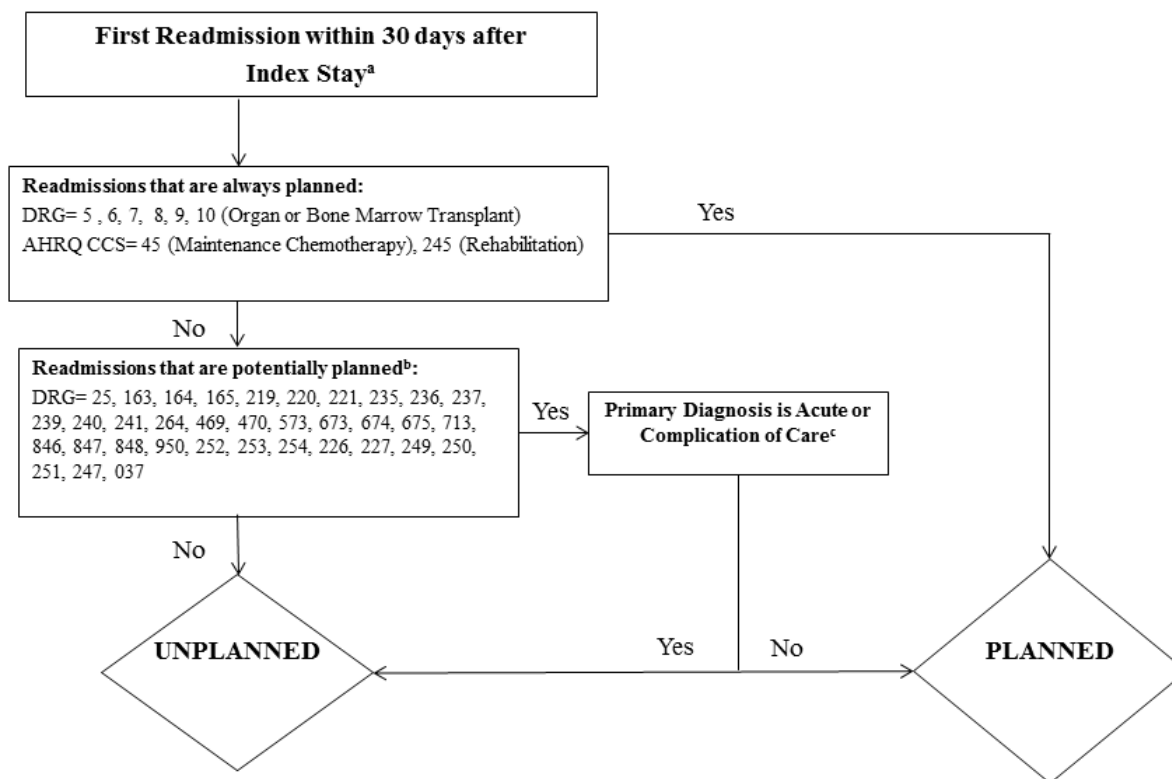 First Readmission within 30 days after
Index Stayᵃ
Readmissions that are always planned:
DRG= 5 , 6, 7, 8, 9, 10 (Organ or Bone Marrow Transplant)
AHRQ CCS= 45 (Maintenance Chemotherapy), 245 (Rehabilitation)
Yes
No
Readmissions that are potentially plannedᵇ:
DRG= 25, 163, 164, 165, 219, 220, 221, 235, 236, 237,
239, 240, 241, 264, 469, 470, 573, 673, 674, 675, 713,
846, 847, 848, 950, 252, 253, 254, 226, 227, 249, 250,
251, 247, 037
Yes
Primary Diagnosis is Acute or
Complication of Careᶜ
No
UNPLANNED
Yes
No
PLANNED